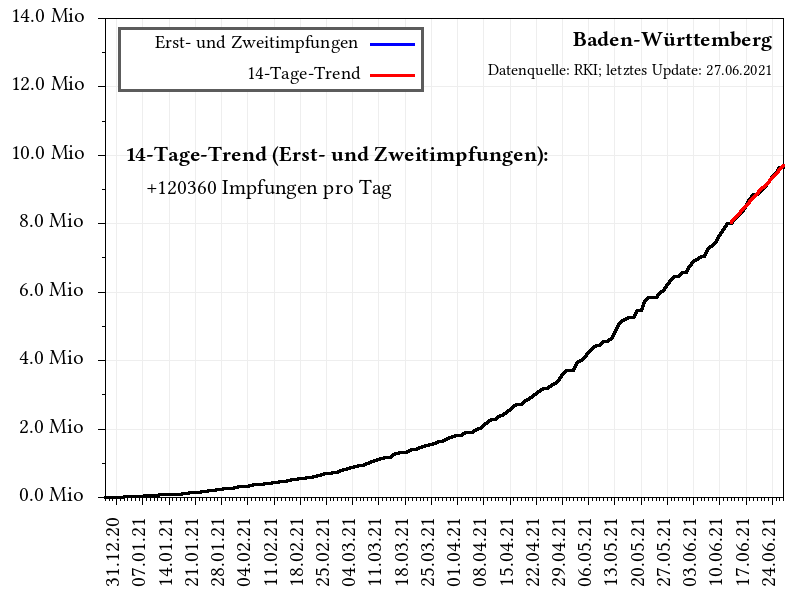 14.0 Mio
12.0 Mio
10.0 Mio
8.0 Mio
6.0 Mio
4.0 Mio
2.0 Mio
0.0 Mio
Erst- und Zweitimpfungen
14-Tage-Trend
Baden-Württemberg
Datenquelle: RKI; letztes Update: 27.06.2021
14-Tage-Trend (Erst- und Zweitimpfungen):
+120360 Impfungen pro Tag
31.12.20
07.01.21
14.01.21
21.01.21
28.01.21
04.02.21
11.02.21
18.02.21
25.02.21
04.03.21
11.03.21
18.03.21
25.03.21
01.04.21
08.04.21
15.04.21
22.04.21
29.04.21
06.05.21
13.05.21
20.05.21
27.05.21
03.06.21
10.06.21
17.06.21
24.06.21